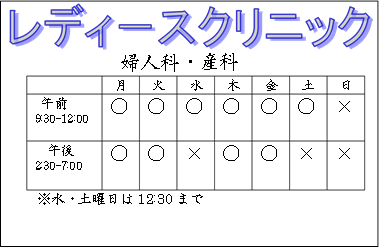 レディースクリニック
婦人科・産科
月 火 水 木 金 土 日
午前 9:30-12:00 ○ ○ ○ ○ ○ ○ ×
午後 2:30-7:00 ○ ○ × ○ ○ × ×
※水・土曜日は12:30まで